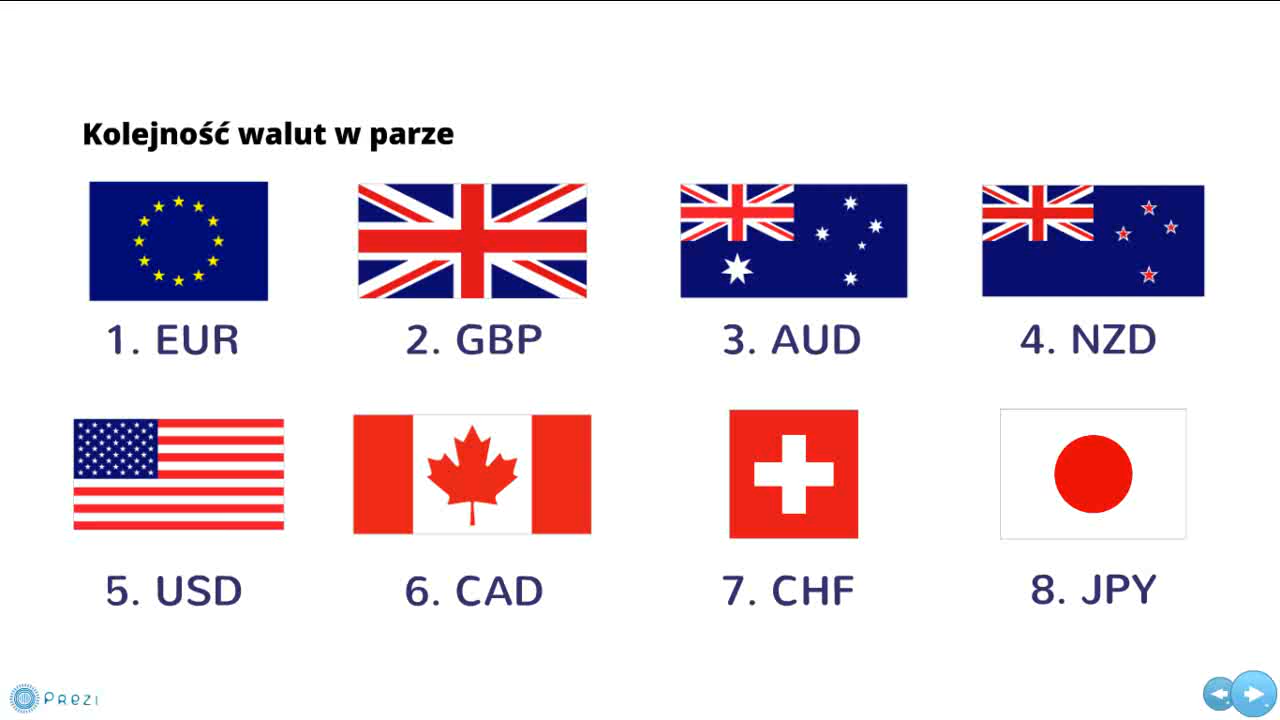 Kolejność walut w parze
1. EUR
2. GBP
3. AUD
4. NZD
5. USD
6. CAD
7. CHF
8. JPY
PREZI